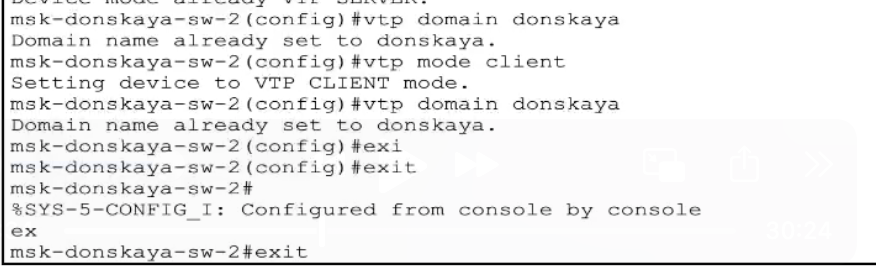 Device mode already VTP SERVER.
msk-donskaya-sw-2(config)#vtp domain donskaya
Domain name already set to donskaya.
msk-donskaya-sw-2(config)#vtp mode client
Setting device to VTP CLIENT mode.
msk-donskaya-sw-2(config)#vtp domain donskaya
Domain name already set to donskaya.
msk-donskaya-sw-2(config)#exi
msk-donskaya-sw-2(config)#exit
msk-donskaya-sw-2#
%SYS-5-CONFIG_I: Configured from console by console
ex
30:24
msk-donskaya-sw-2#exit